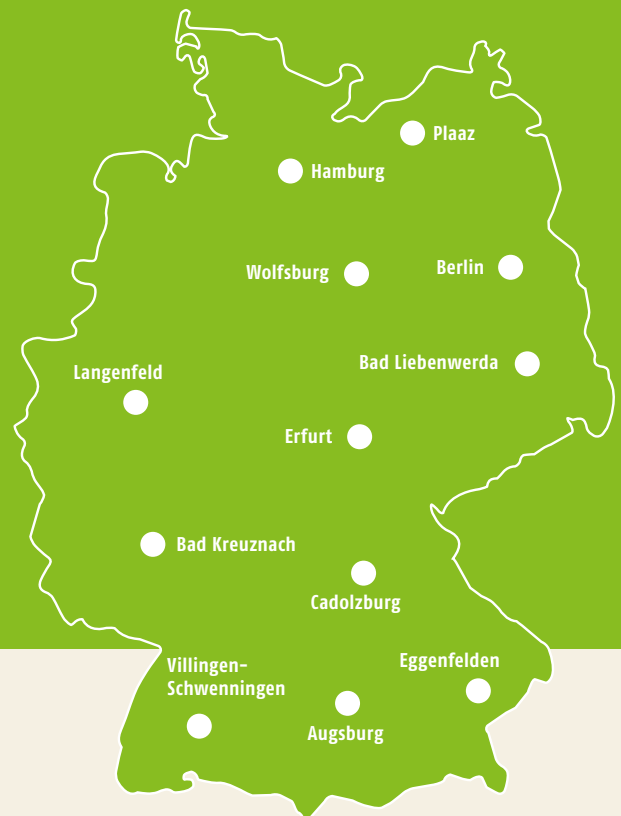 Plaaz
Hamburg
Wolfsburg
Berlin
Bad Liebenwerda
Langenfeld
Erfurt
Bad Kreuznach
Cadolzburg
Villingen-
Schwenningen
Eggenfelden
Augsburg